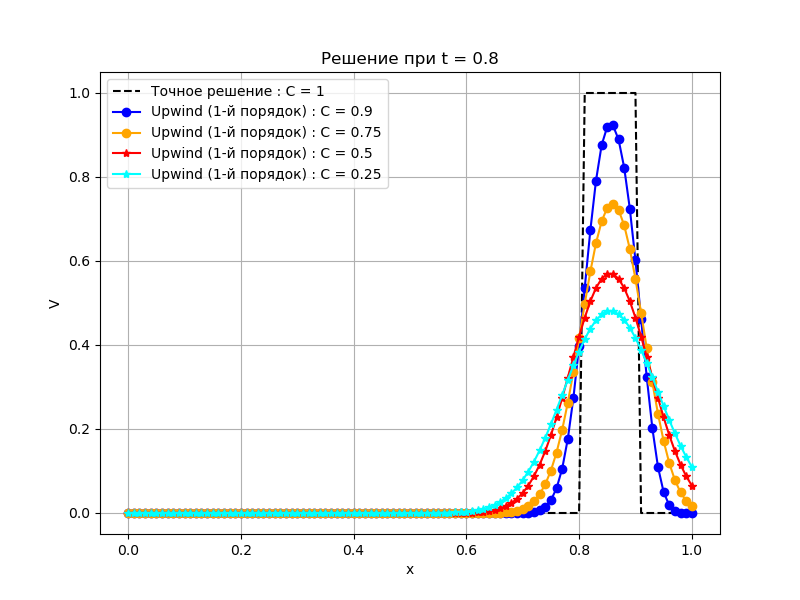 Решение при t = 0.8
Точное решение : C = 1
Upwind (1-й порядок) : C = 0.9
Upwind (1-й порядок) : C = 0.75
Upwind (1-й порядок) : C = 0.5
Upwind (1-й порядок) : C = 0.25
1.0
0.8
0.6
0.4
0.2
0.0
V
0.0 0.2 0.4 0.6 0.8 1.0
x